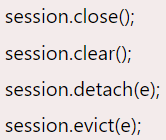 session.close();
session.clear();
session.detach(e);
session.evict(e);